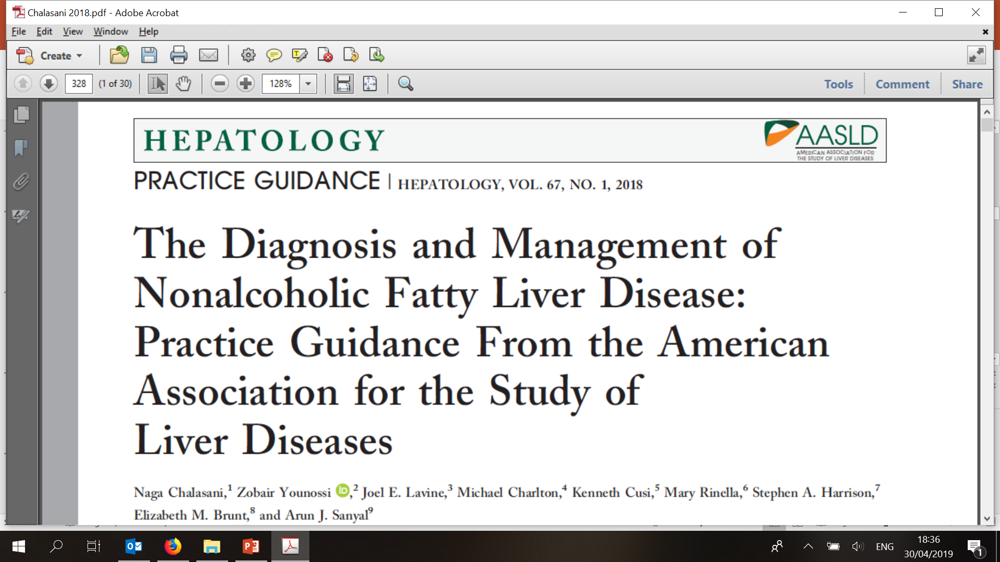 Chalasani 2018.pdf - Adobe Acrobat
File Edit View Window Help
Create
328 (1 of 30) 128% Tools Comment Share
HEPATOLOGY
AASLD
AMERICAN ASSOCIATION FOR
THE STUDY OF LIVER DISEASES
PRACTICE GUIDANCE | HEPATOLOGY, VOL. 67, NO. 1, 2018
The Diagnosis and Management of
Nonalcoholic Fatty Liver Disease:
Practice Guidance From the American
Association for the Study of
Liver Diseases
Naga Chalasani,1 Zobair Younossi iD,2 Joel E. Lavine,3 Michael Charlton,4 Kenneth Cusi,5 Mary Rinella,6 Stephen A. Harrison,7
Elizabeth M. Brunt,8 and Arun J. Sanyal9
ENG
18:36
30/04/2019
1